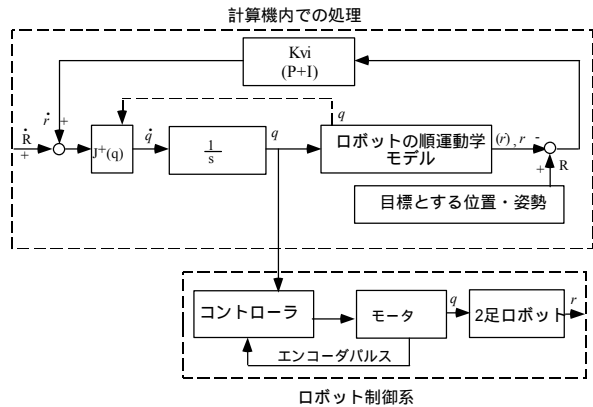 計算機内での処理
Kvi
(P+I)
ṙ +
q
Ṙ
+
J⁺(q)
q̇
1
s
q
ロボットの順運動学
モデル
(ṙ) , r -
+ R
目標とする位置・姿勢
コントローラ
モータ
q
2足ロボット
r
エンコーダパルス
ロボット制御系